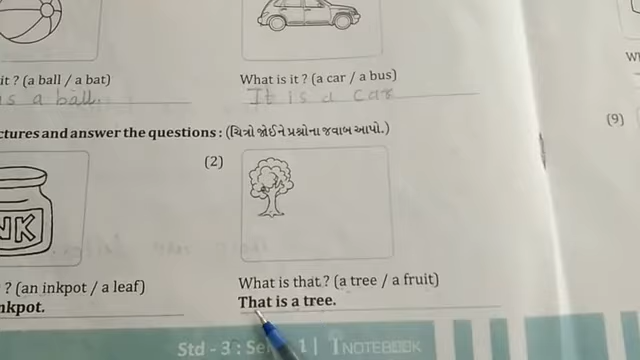 it ? (a ball / a bat)
What is it ? (a car / a bus)
is a ball.
It is a car
ctures and answer the questions : (ચિત્રો જોઈને પ્રશ્નોના જવાબ આપો.)
(9)
(2)
NK
? (an inkpot / a leaf)
What is that ? (a tree / a fruit)
nkpot.
That is a tree.
Std - 3 : Se 1 | NOTEBOOK